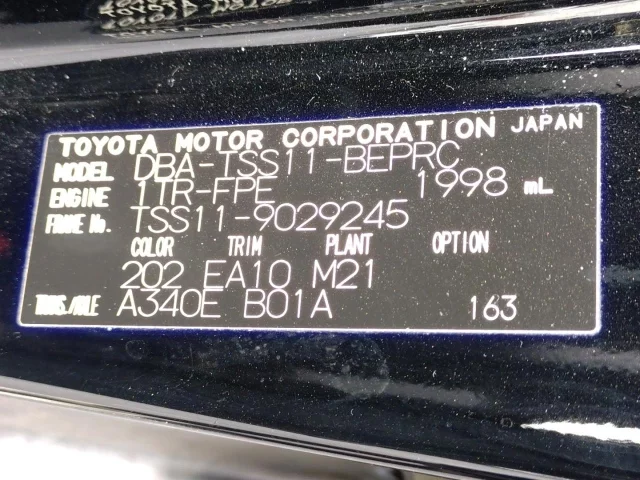 TOYOTA MOTOR CORPORATION JAPAN
MODEL DBA-TSS11-BEPRC
ENGINE 1TR-FPE 1998 mL
FRAME No. TSS11-9029245
COLOR TRIM PLANT OPTION
202 EA10 M21
TRANS./AXLE A340E B01A 163